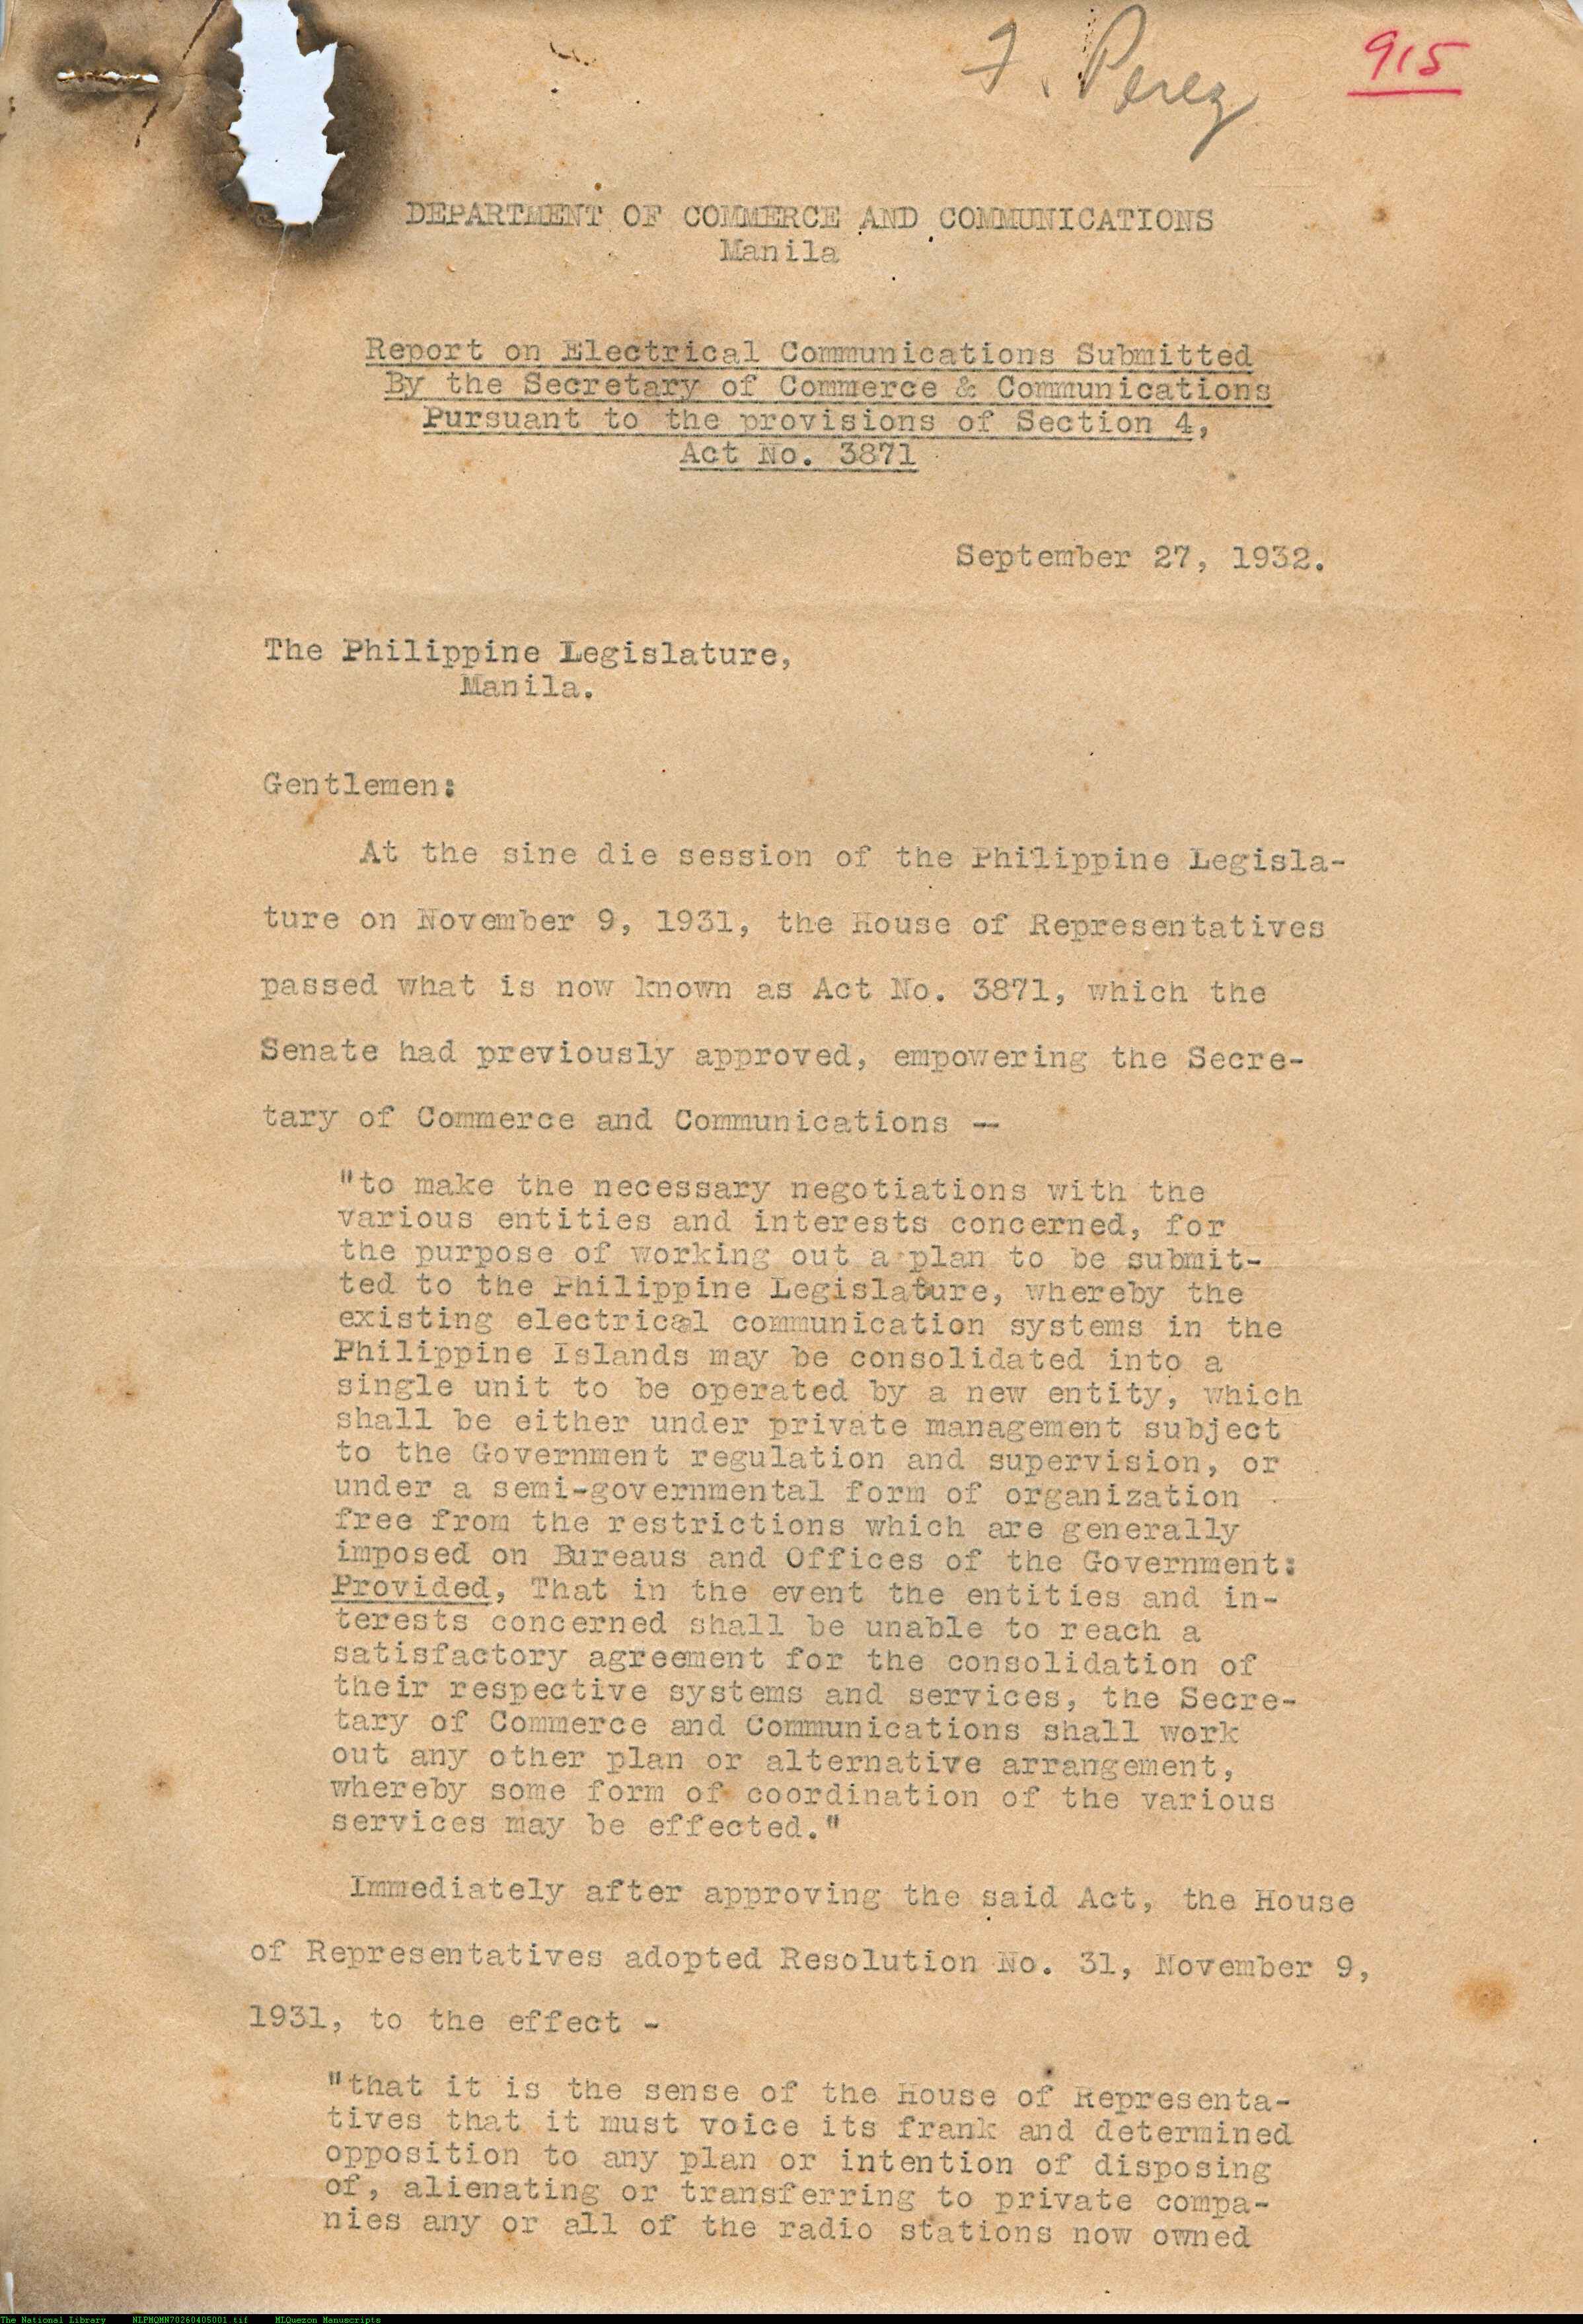 F. Perez
915
DEPARTMENT OF COMMERCE AND COMMUNICATIONS
Manila
Report on Electrical Communications Submitted
By the Secretary of Commerce & Communications
Pursuant to the provisions of Section 4,
Act No. 3871
September 27, 1932.
The Philippine Legislature,
Manila.
Gentlemen:
At the sine die session of the Philippine Legisla-
ture on November 9, 1931, the House of Representatives
passed what is now known as Act No. 3871, which the
Senate had previously approved, empowering the Secre-
tary of Commerce and Communications —
"to make the necessary negotiations with the
various entities and interests concerned, for
the purpose of working out a plan to be submit-
ted to the Philippine Legislature, whereby the
existing electrical communication systems in the
Philippine Islands may be consolidated into a
single unit to be operated by a new entity, which
shall be either under private management subject
to the Government regulation and supervision, or
under a semi-governmental form of organization
free from the restrictions which are generally
imposed on Bureaus and Offices of the Government:
Provided, That in the event the entities and in-
terests concerned shall be unable to reach a
satisfactory agreement for the consolidation of
their respective systems and services, the Secre-
tary of Commerce and Communications shall work
out any other plan or alternative arrangement,
whereby some form of coordination of the various
services may be effected."
Immediately after approving the said Act, the House
of Representatives adopted Resolution No. 31, November 9,
1931, to the effect -
"that it is the sense of the House of Representa-
tives that it must voice its frank and determined
opposition to any plan or intention of disposing
of, alienating or transferring to private compa-
nies any or all of the radio stations now owned
The National Library NLPMQMN70260405001.tif MLQuezon Manuscripts